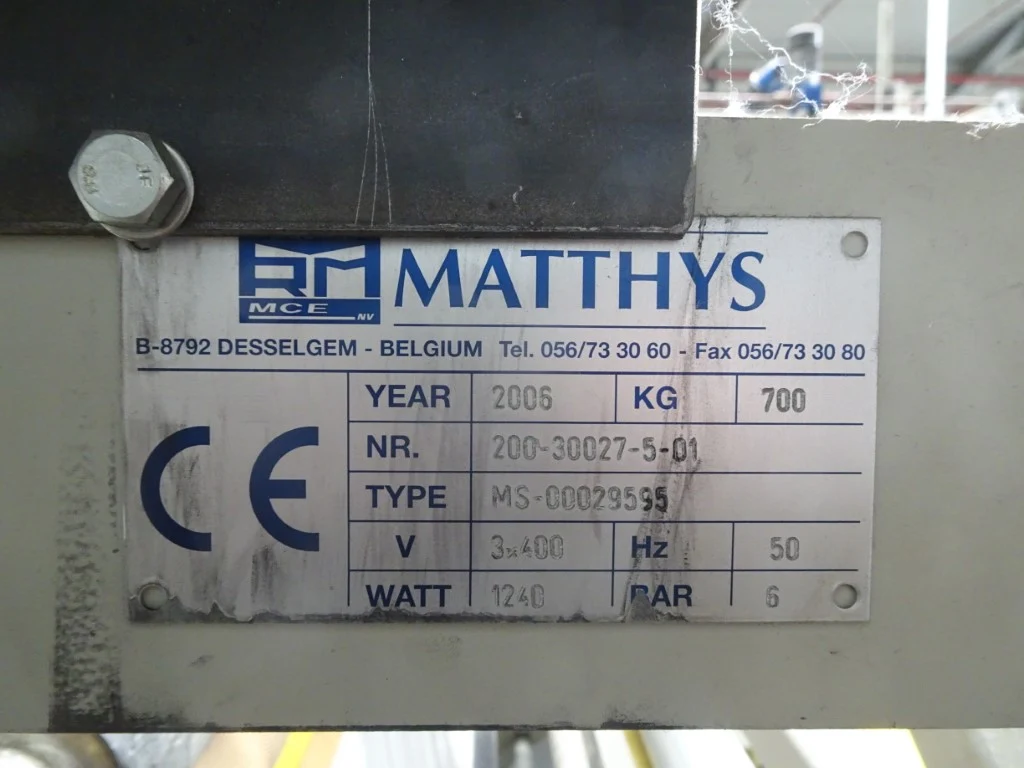 RM MATTHYS
MCE NV
B-8792 DESSELGEM - BELGIUM Tel. 056/73 30 60 - Fax 056/73 30 80
CE
YEAR 2006 KG 700
NR. 200-30027-5-01
TYPE MS-00029595
V 3x400 Hz 50
WATT 1240 BAR 6